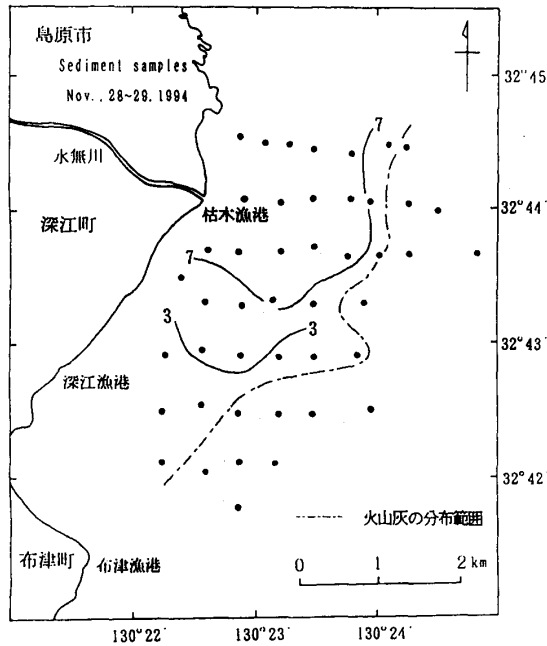 島原市
Sediment samples
Nov., 28~29. 1994
水無川
深江町
枯木漁港
深江漁港
布津町
布津漁港
7
7
3
3
32°45
32°44
32°43
32°42
火山灰の分布範囲
0 1 2 km
130°22' 130°23' 130°24'